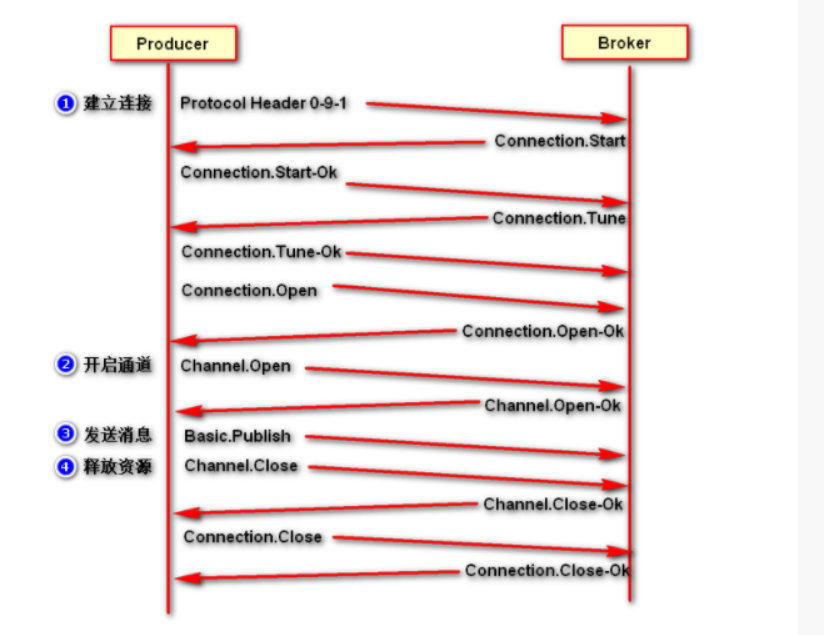 Producer
Broker
1 建立连接 Protocol Header 0-9-1
Connection.Start
Connection.Start-Ok
Connection.Tune
Connection.Tune-Ok
Connection.Open
Connection.Open-Ok
2 开启通道 Channel.Open
Channel.Open-Ok
3 发送消息 Basic.Publish
4 释放资源 Channel.Close
Channel.Close-Ok
Connection.Close
Connection.Close-Ok